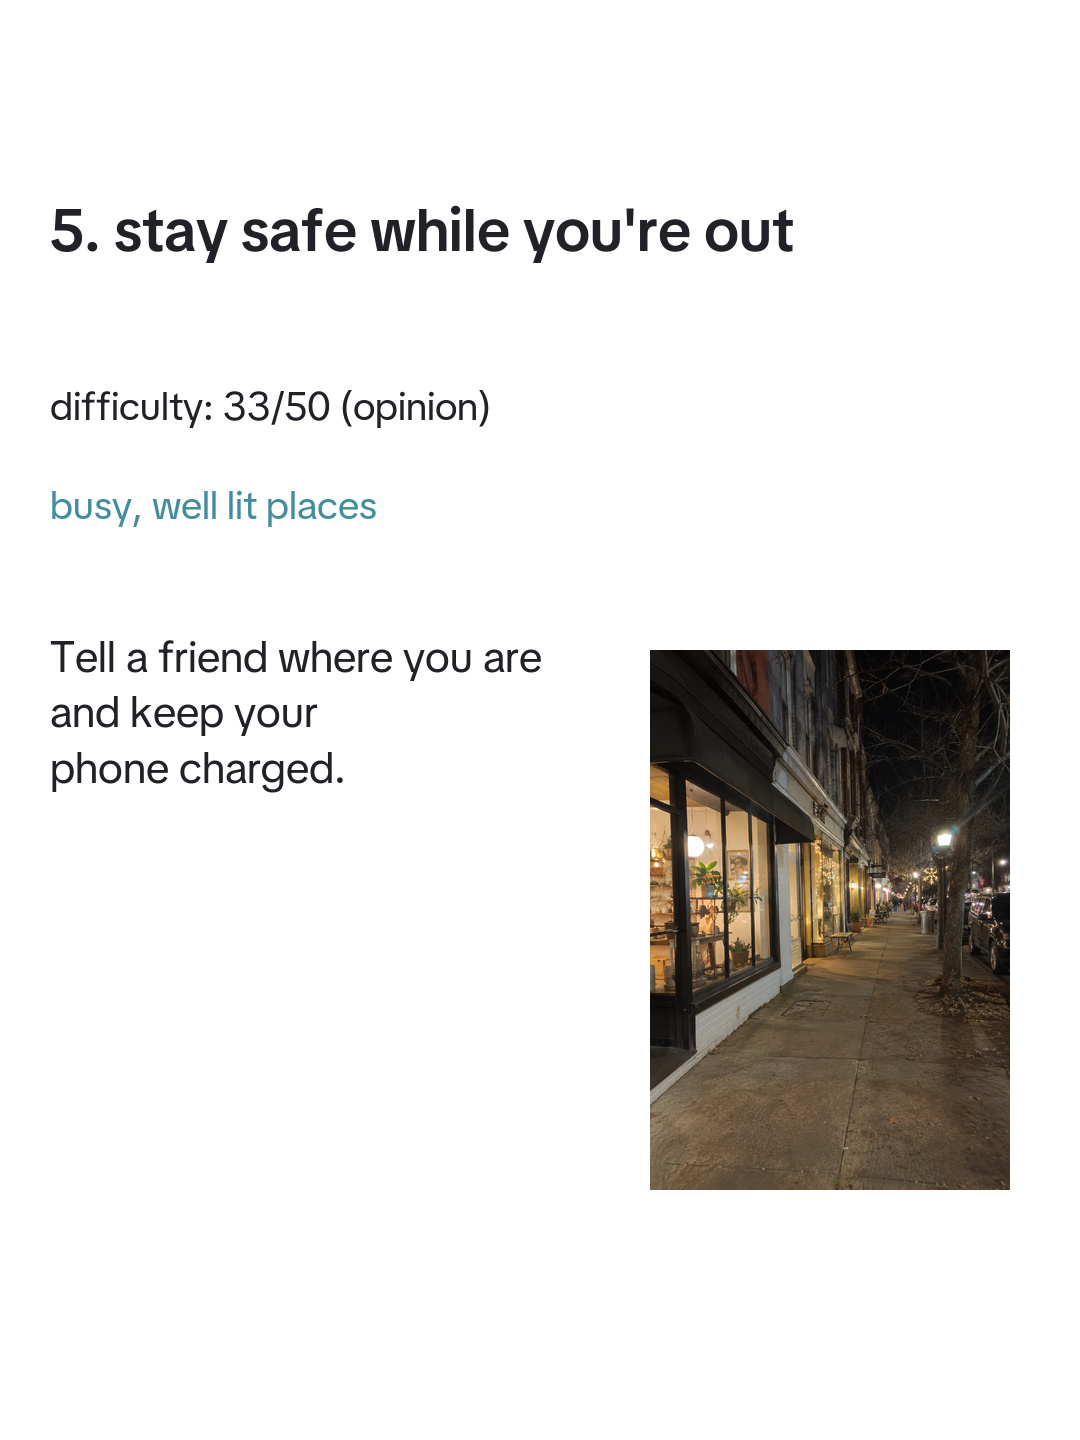 5. stay safe while you're out
difficulty: 33/50 (opinion)
busy, well lit places
Tell a friend where you are
and keep your
phone charged.